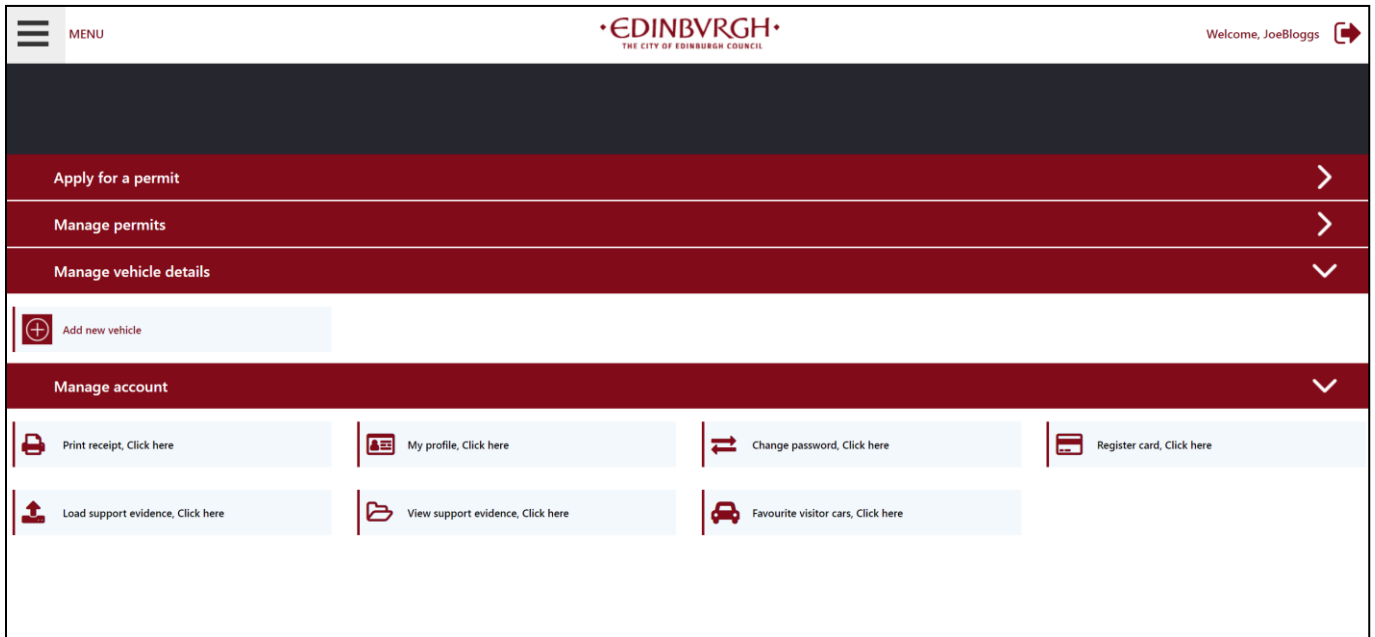 MENU
·EDINBVRGH·
THE CITY OF EDINBURGH COUNCIL
Welcome, JoeBloggs
Apply for a permit
Manage permits
Manage vehicle details
Add new vehicle
Manage account
Print receipt, Click here
My profile, Click here
Change password, Click here
Register card, Click here
Load support evidence, Click here
View support evidence, Click here
Favourite visitor cars, Click here